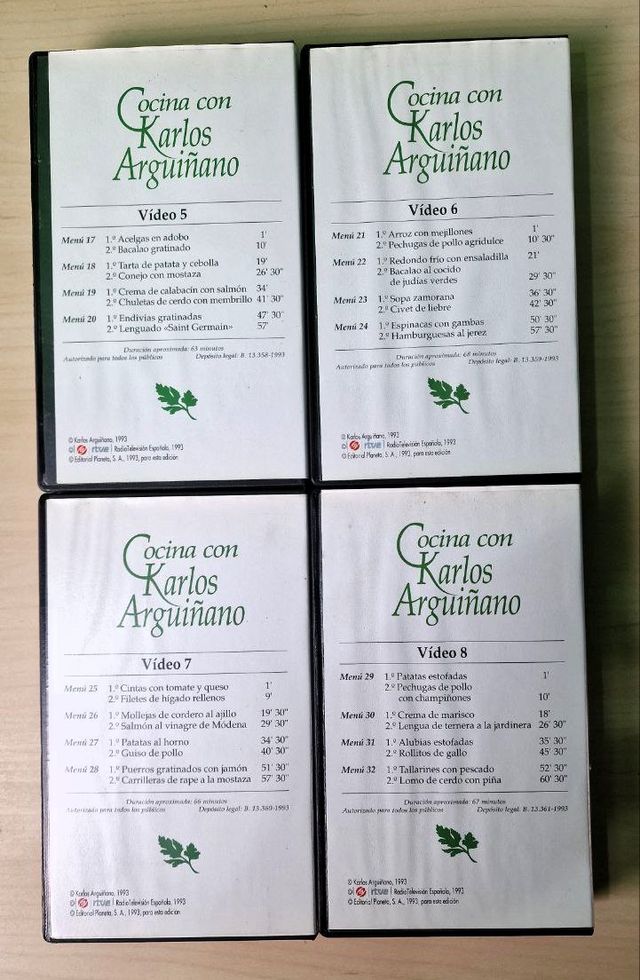 Cocina con
Karlos
Arguiñano
Vídeo 5
Menú 17 1.º Acelgas en adobo 1'
2.º Bacalao gratinado 10'
Menú 18 1.º Tarta de patata y cebolla 19'
2.º Conejo con mostaza 26' 30"
Menú 19 1.º Crema de calabacín con salmón 34'
2.º Chuletas de cerdo con membrillo 41' 30"
Menú 20 1.º Endivias gratinadas 47' 30"
2.º Lenguado «Saint Germain» 57'
Duración aproximada: 63 minutos
Autorizado para todos los públicos Depósito legal: B. 13.358-1993
© Karlos Arguiñano, 1993
© rtve RadioTelevisión Española, 1993
© Editorial Planeta, S. A., 1993, para esta edición
Cocina con
Karlos
Arguiñano
Vídeo 6
Menú 21 1.º Arroz con mejillones 1'
2.º Pechugas de pollo agridulce 10' 30"
Menú 22 1.º Redondo frío con ensaladilla 21'
2.º Bacalao al cocido
de judías verdes 29' 30"
Menú 23 1.º Sopa zamorana 36' 30"
2.º Civet de liebre 42' 30"
Menú 24 1.º Espinacas con gambas 50' 30"
2.º Hamburguesas al jerez 57' 30"
Duración aproximada: 68 minutos
Autorizado para todos los públicos Depósito legal: B. 13.359-1993
© Karlos Arguiñano, 1993
© rtve RadioTelevisión Española, 1993
© Editorial Planeta, S. A., 1993, para esta edición
Cocina con
Karlos
Arguiñano
Vídeo 7
Menú 25 1.º Cintas con tomate y queso 1'
2.º Filetes de hígado rellenos 9'
Menú 26 1.º Mollejas de cordero al ajillo 19' 30"
2.º Salmón al vinagre de Módena 29' 30"
Menú 27 1.º Patatas al horno 34' 30"
2.º Guiso de pollo 40' 30"
Menú 28 1.º Puerros gratinados con jamón 51' 30"
2.º Carrilleras de rape a la mostaza 57' 30"
Duración aproximada: 66 minutos
Autorizado para todos los públicos Depósito legal: B. 13.360-1993
© Karlos Arguiñano, 1993
© rtve RadioTelevisión Española, 1993
© Editorial Planeta, S. A., 1993, para esta edición
Cocina con
Karlos
Arguiñano
Vídeo 8
Menú 29 1.º Patatas estofadas 1'
2.º Pechugas de pollo
con champiñones 10'
Menú 30 1.º Crema de marisco 18'
2.º Lengua de ternera a la jardinera 26' 30"
Menú 31 1.º Alubias estofadas 35' 30"
2.º Rollitos de gallo 45' 30"
Menú 32 1.º Tallarines con pescado 52' 30"
2.º Lomo de cerdo con piña 60' 30"
Duración aproximada: 67 minutos
Autorizado para todos los públicos Depósito legal: B. 13.361-1993
© Karlos Arguiñano, 1993
© rtve RadioTelevisión Española, 1993
© Editorial Planeta, S. A., 1993, para esta edición